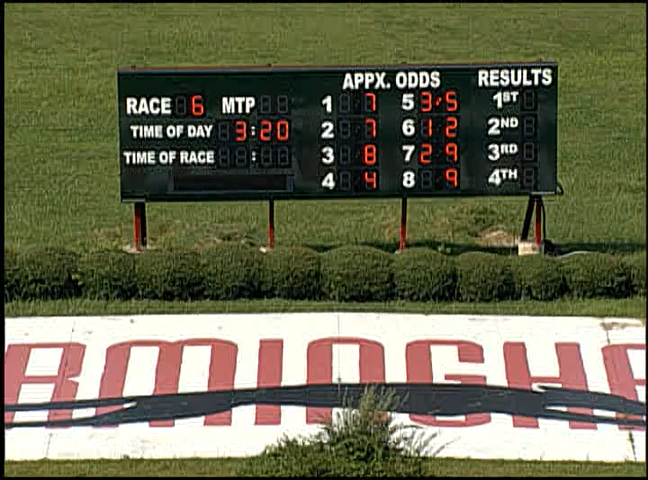 APPX. ODDS RESULTS
RACE 6 MTP 1 7 5 3-5 1ST
TIME OF DAY 3:20 2 7 6 12 2ND
TIME OF RACE : 3 8 7 29 3RD
4 4 8 9 4TH